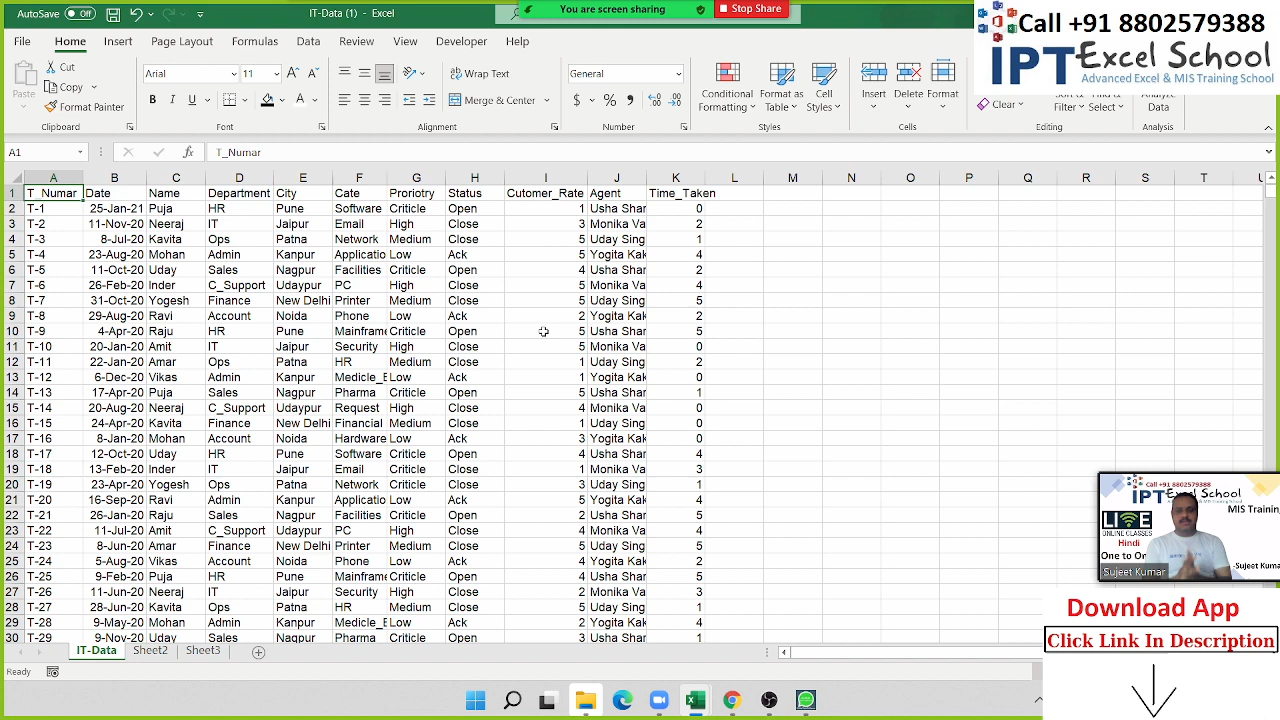 AutoSave Off IT-Data (1) - Excel You are screen sharing Stop Share
Call +91 8802579388
IPT Excel School
Advanced Excel & MIS Training School
File Home Insert Page Layout Formulas Data Review View Developer Help
Paste Cut Copy Format Painter Clipboard
Arial 11 B I U A Font
Wrap Text Merge & Center Alignment
General $ % , Number
Conditional Formatting Format as Table Cell Styles Styles
Insert Delete Format Cells
Clear Filter Select Editing
Data Analysis
A1 fx T_Numar
A B C D E F G H I J K L M N O P Q R S T
1 T_Numar Date Name Department City Cate Proriotry Status Cutomer_Rate Agent Time_Taken
2 T-1 25-Jan-21 Puja HR Pune Software Criticle Open 1 Usha Shar 0
3 T-2 11-Nov-20 Neeraj IT Jaipur Email High Close 3 Monika Va 2
4 T-3 8-Jul-20 Kavita Ops Patna Network Medium Close 5 Uday Sing 1
5 T-4 23-Aug-20 Mohan Admin Kanpur Applicatio Low Ack 5 Yogita Kak 4
6 T-5 11-Oct-20 Uday Sales Nagpur Facilities Criticle Open 4 Usha Shar 2
7 T-6 26-Feb-20 Inder C_Support Udaypur PC High Close 5 Monika Va 4
8 T-7 31-Oct-20 Yogesh Finance New Delhi Printer Medium Close 5 Uday Sing 5
9 T-8 29-Aug-20 Ravi Account Noida Phone Low Ack 2 Yogita Kak 2
10 T-9 4-Apr-20 Raju HR Pune Mainframe Criticle Open 5 Usha Shar 5
11 T-10 20-Jan-20 Amit IT Jaipur Security High Close 5 Monika Va 0
12 T-11 22-Jan-20 Amar Ops Patna HR Medium Close 1 Uday Sing 2
13 T-12 6-Dec-20 Vikas Admin Kanpur Medicle_E Low Ack 1 Yogita Kak 0
14 T-13 17-Apr-20 Puja Sales Nagpur Pharma Criticle Open 5 Usha Shar 1
15 T-14 20-Aug-20 Neeraj C_Support Udaypur Request High Close 4 Monika Va 0
16 T-15 24-Apr-20 Kavita Finance New Delhi Financial Medium Close 1 Uday Sing 0
17 T-16 8-Jan-20 Mohan Account Noida Hardware Low Ack 3 Yogita Kak 0
18 T-17 12-Oct-20 Uday HR Pune Software Criticle Open 4 Usha Shar 4
19 T-18 13-Feb-20 Inder IT Jaipur Email High Close 1 Monika Va 3
20 T-19 23-Apr-20 Yogesh Ops Patna Network Criticle Open 3 Uday Sing 1
21 T-20 16-Sep-20 Ravi Admin Kanpur Applicatio Low Ack 5 Yogita Kak 4
22 T-21 26-Jan-20 Raju Sales Nagpur Facilities Criticle Open 2 Usha Shar 5
23 T-22 11-Jul-20 Amit C_Support Udaypur PC High Close 4 Monika Va 4
24 T-23 8-Jun-20 Amar Finance New Delhi Printer Medium Close 5 Uday Sing 5
25 T-24 5-Aug-20 Vikas Account Noida Phone Low Ack 4 Yogita Kak 2
26 T-25 9-Feb-20 Puja HR Pune Mainframe Criticle Open 4 Usha Shar 5
27 T-26 11-Jun-20 Neeraj IT Jaipur Security High Close 2 Monika Va 3
28 T-27 28-Jun-20 Kavita Ops Patna HR Medium Close 5 Uday Sing 1
29 T-28 9-May-20 Mohan Admin Kanpur Medicle_E Low Ack 2 Yogita Kak 4
30 T-29 9-Nov-20 Uday Sales Nagpur Pharma Criticle Open 3 Usha Shar 1
Call +91 8802579388
IPT Excel School
LIVE
ONLINE CLASSES
Hindi
One to On
MIS Training
-Sujeet Kuma
Sujeet Kumar
Download App
Click Link In Description
IT-Data Sheet2 Sheet3
Ready